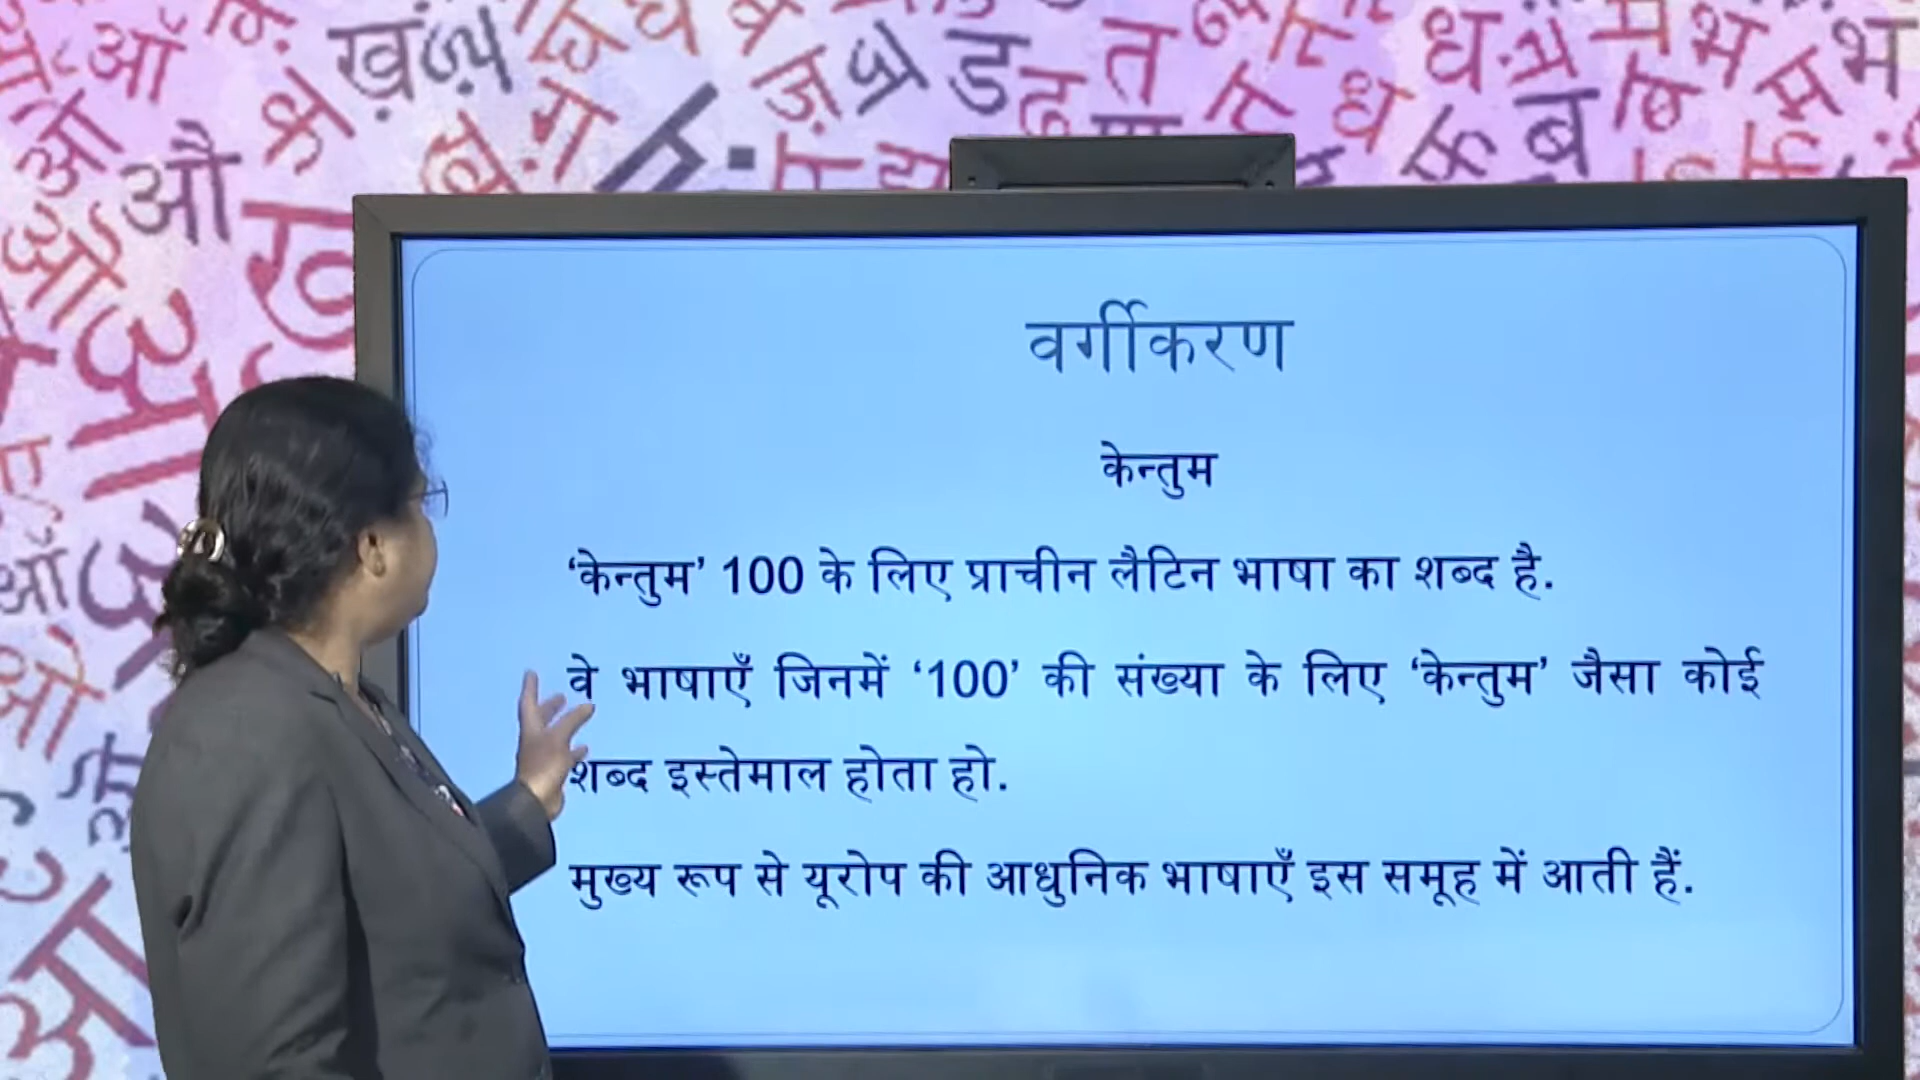 वर्गीकरण
केन्तुम
‘केन्तुम’ 100 के लिए प्राचीन लैटिन भाषा का शब्द है.
वे भाषाएँ जिनमें ‘100’ की संख्या के लिए ‘केन्तुम’ जैसा कोई
शब्द इस्तेमाल होता हो.
मुख्य रूप से यूरोप की आधुनिक भाषाएँ इस समूह में आती हैं.